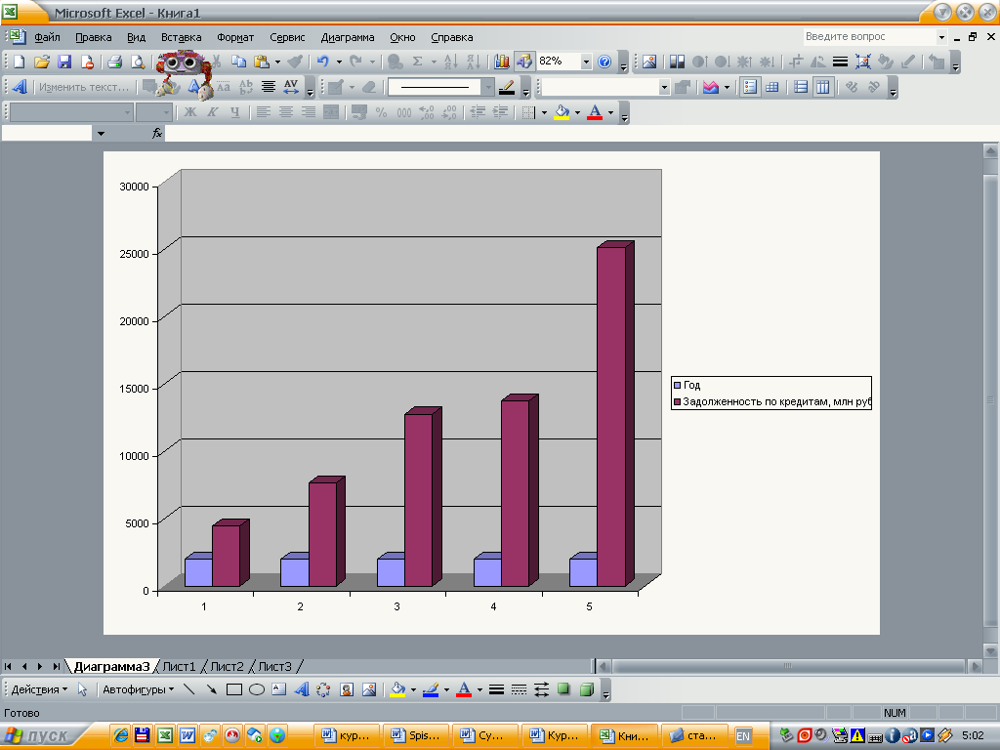 Microsoft Excel - Книга1
Файл Правка Вид Вставка Формат Сервис Диаграмма Окно Справка Введите вопрос
82%
Изменить текст...
Ж К Ч % 000
fx
30000
25000
20000
15000
10000
5000
0
1 2 3 4 5
Год
Задолженность по кредитам, млн руб
Диаграмма3 Лист1 Лист2 Лист3
Действия Автофигуры
Готово NUM
пуск кур... Spis... Су... Кур... Кни... ста... EN 5:02